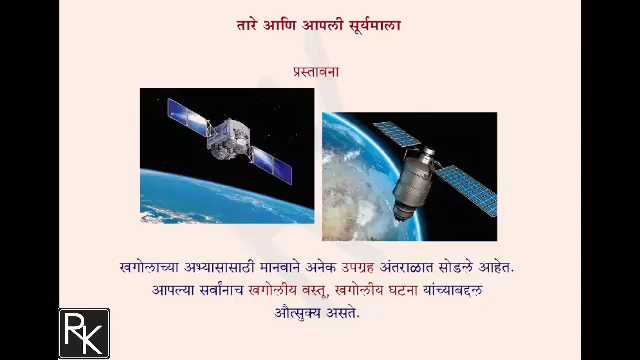 तारे आणि आपली सूर्यमाला
प्रस्तावना
खगोलाच्या अभ्यासासाठी मानवाने अनेक उपग्रह अंतराळात सोडले आहेत.
आपल्या सर्वांनाच खगोलीय वस्तू, खगोलीय घटना यांच्याबद्दल
औत्सुक्य असते.
RK